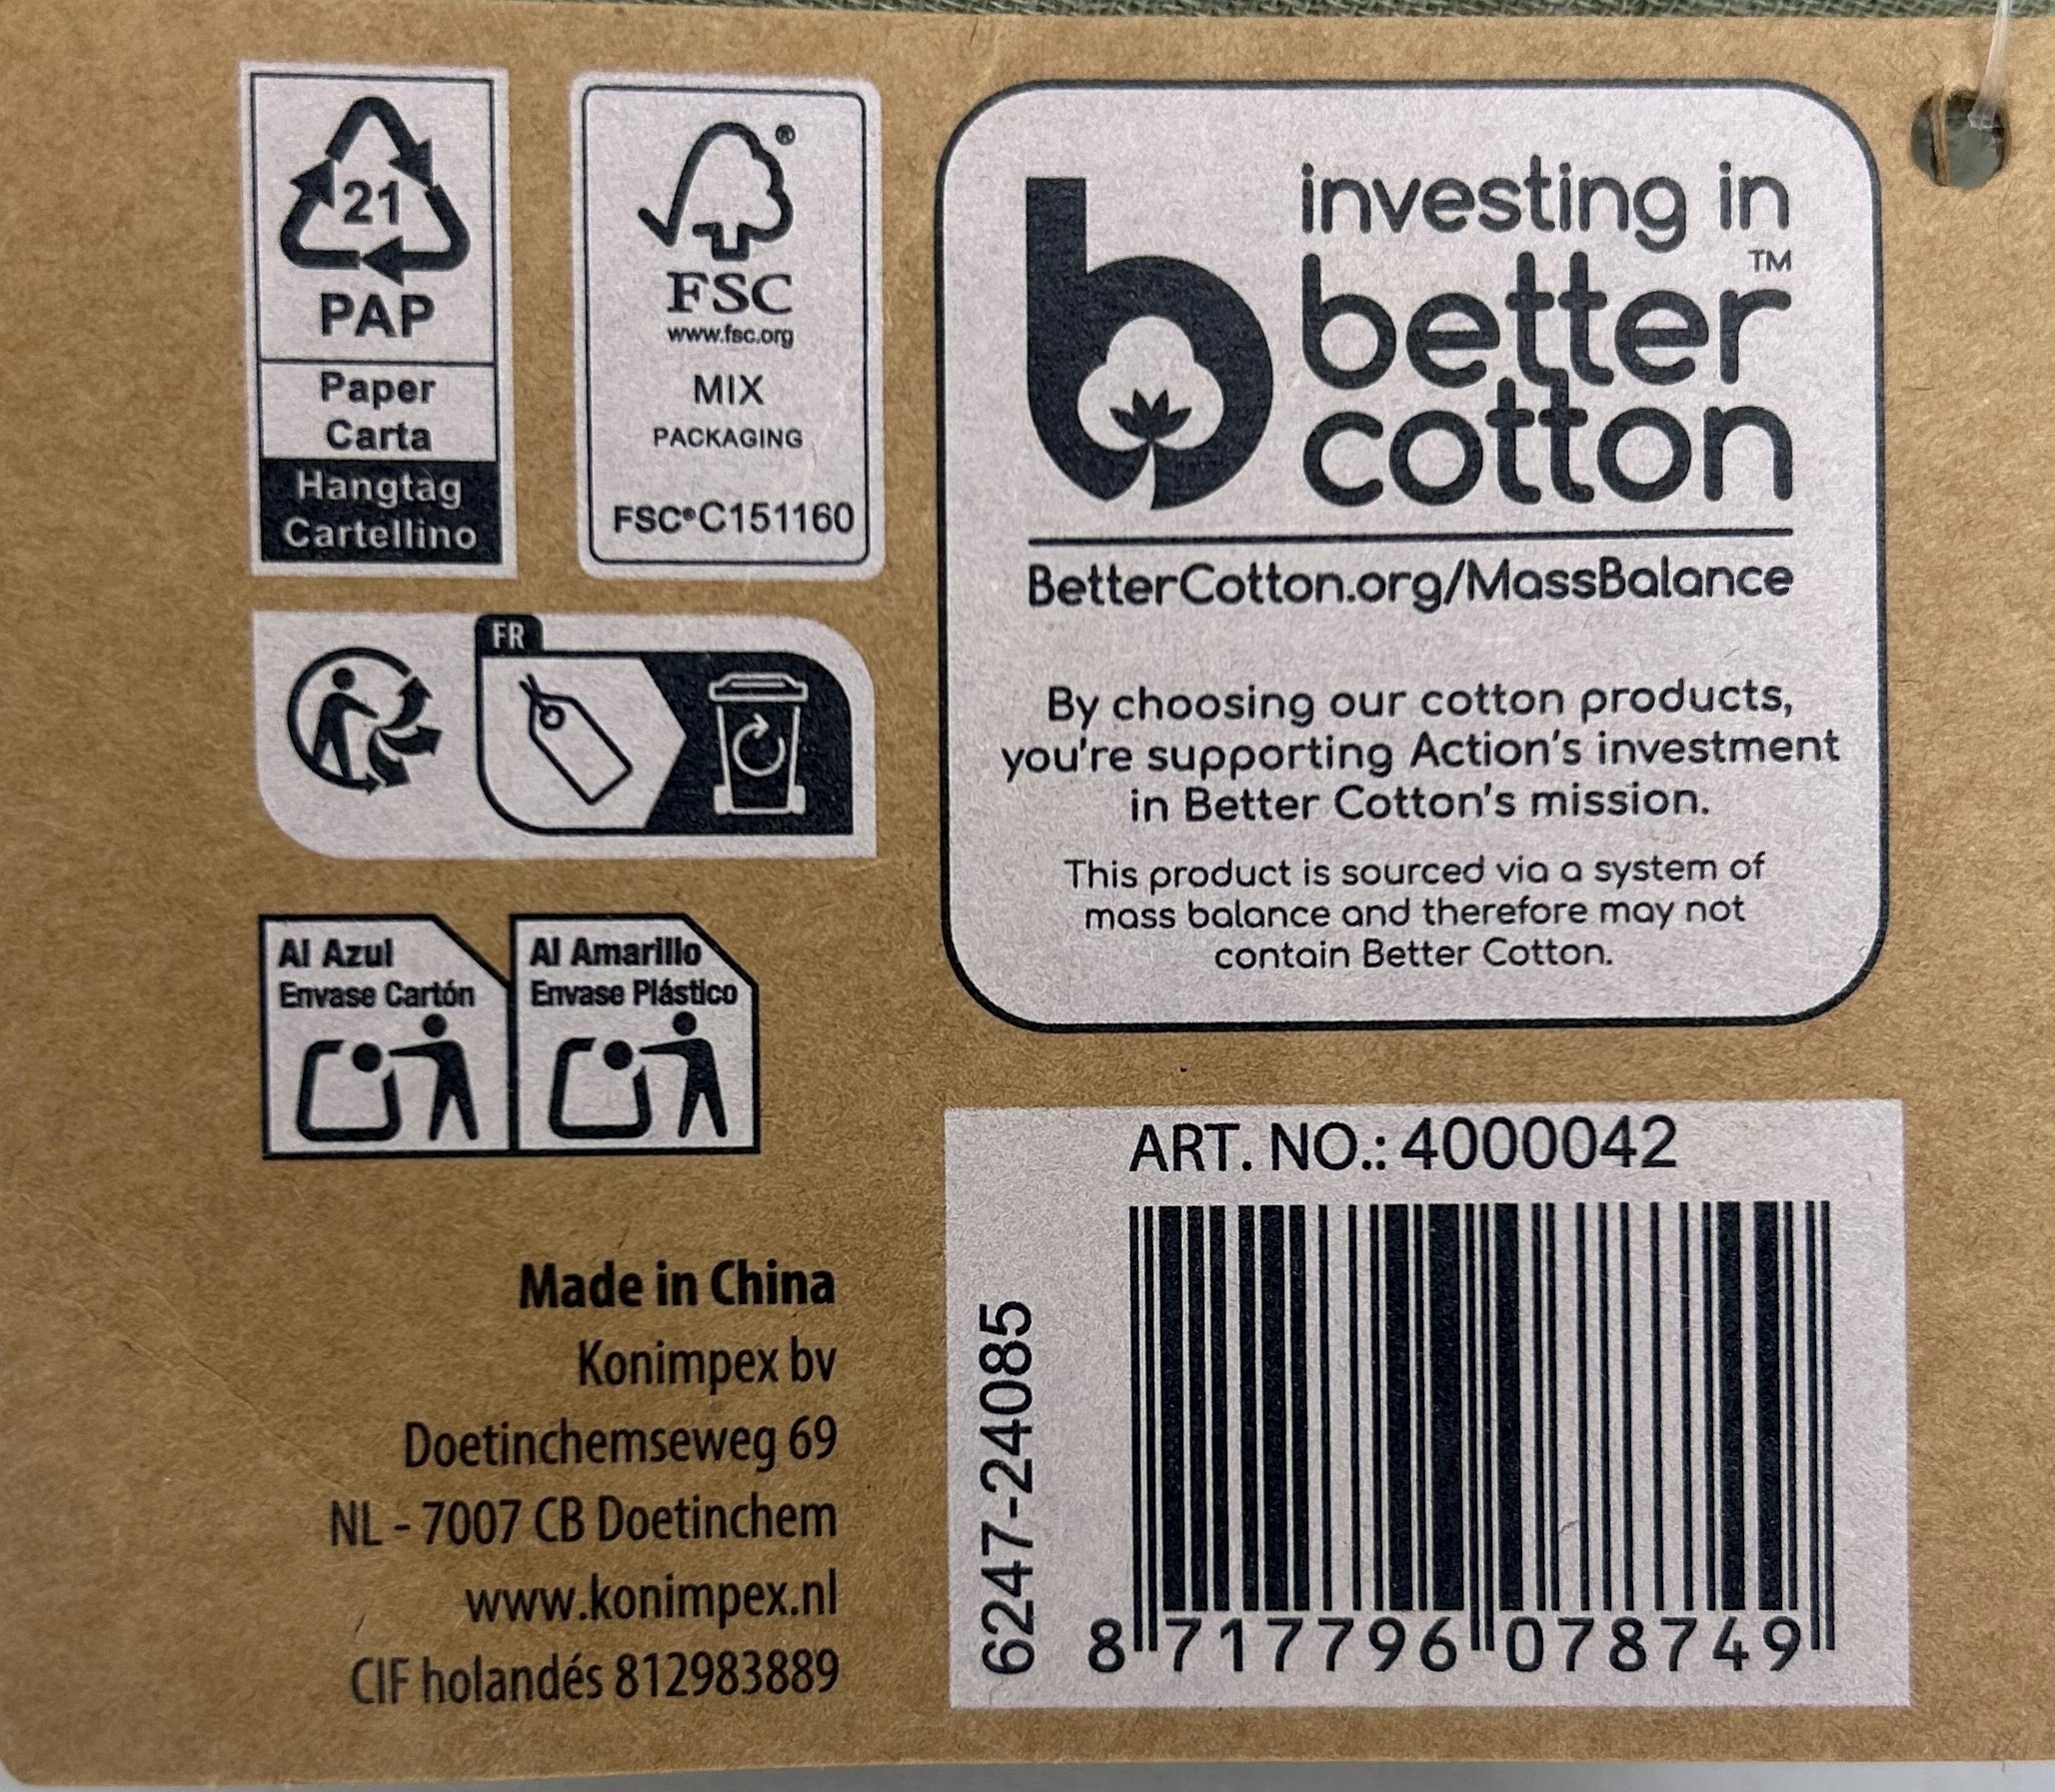 21
PAP
Paper
Carta
Hangtag
Cartellino
®
FSC
www.fsc.org
MIX
PACKAGING
FSC® C151160
investing in
better™
cotton
BetterCotton.org/MassBalance
By choosing our cotton products,
you're supporting Action's investment
in Better Cotton's mission.
This product is sourced via a system of
mass balance and therefore may not
contain Better Cotton.
FR
Al Azul
Envase Cartón
Al Amarillo
Envase Plástico
Made in China
Konimpex bv
Doetinchemseweg 69
NL - 7007 CB Doetinchem
www.konimpex.nl
CIF holandés 812983889
ART. NO.: 4000042
6247-24085
8 717796 078749